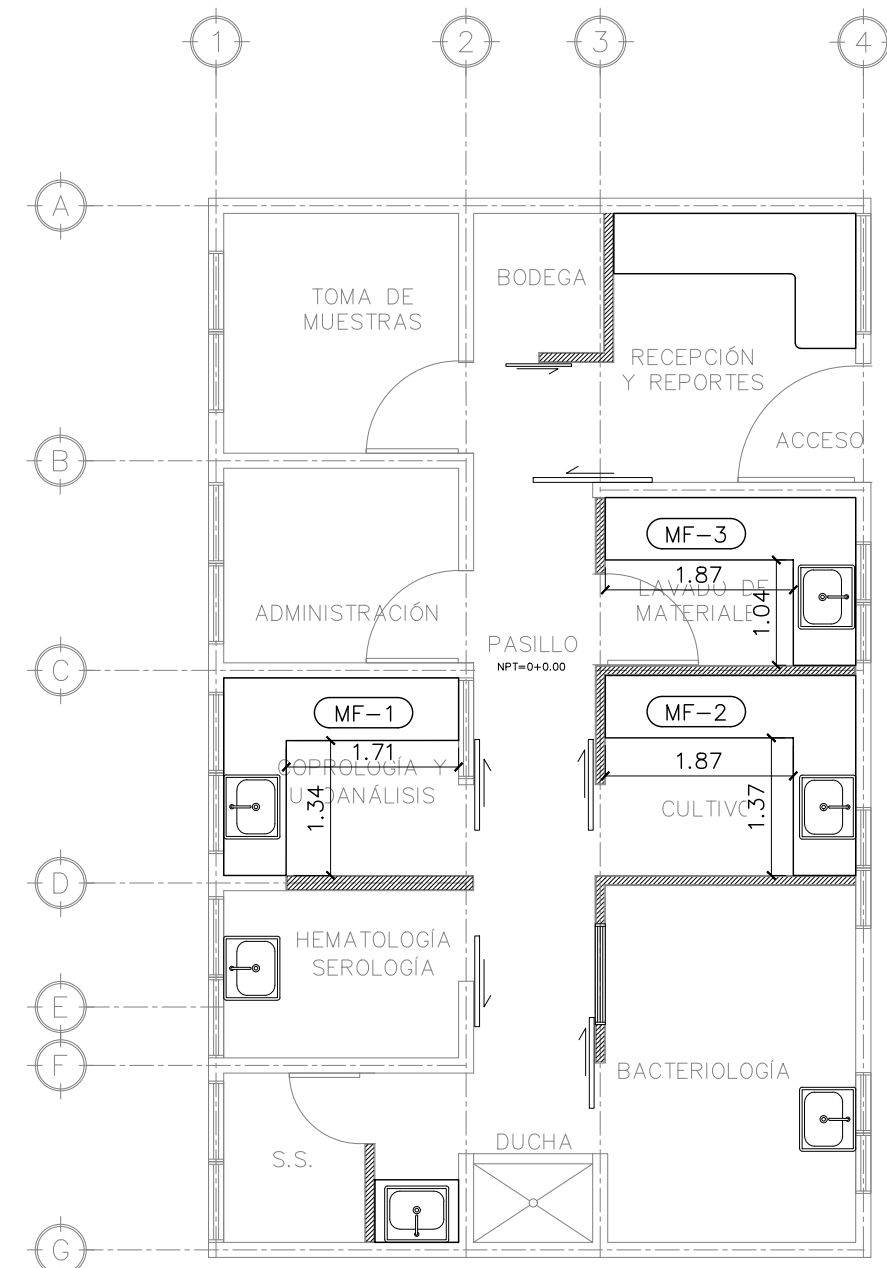 1
2
3
4
A
TOMA DE
MUESTRAS
BODEGA
RECEPCIÓN
Y REPORTES
ACCESO
B
MF-3
1.87
LAVADO DE
MATERIALE
1.04
ADMINISTRACIÓN
PASILLO
NPT=0+0.00
C
MF-1
1.71
COPROLOGÍA Y
U OANÁLISIS
1.34
MF-2
1.87
CULTIVO
1.37
D
HEMATOLOGÍA
SEROLOGÍA
E
F
BACTERIOLOGÍA
S.S.
DUCHA
G